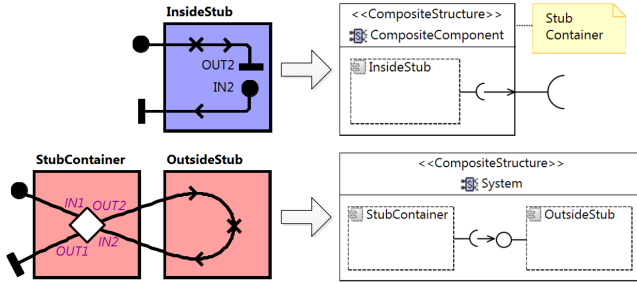 InsideStub
OUT2
IN2
<<CompositeStructure>>
CompositeComponent
InsideStub
Stub
Container
StubContainer
OutsideStub
IN1
OUT2
OUT1
IN2
<<CompositeStructure>>
System
StubContainer
OutsideStub